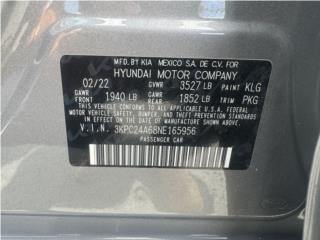 MFD. BY KIA MEXICO S.A. DE C.V. FOR
HYUNDAI MOTOR COMPANY
02/22 GVWR 3527 LB PAINT KLG
GAWR FRONT 1940 LB GAWR REAR 1852 LB TRIM PKG
THIS VEHICLE CONFORMS TO ALL APPLICABLE U.S.A. FEDERAL
MOTOR VEHICLE SAFETY, BUMPER, AND THEFT PREVENTION
STANDARDS IN EFFECT ON THE DATE OF MANUFACTURE SHOWN ABOVE.
V.I.N. 3KPC24A68NE165956
PASSENGER CAR